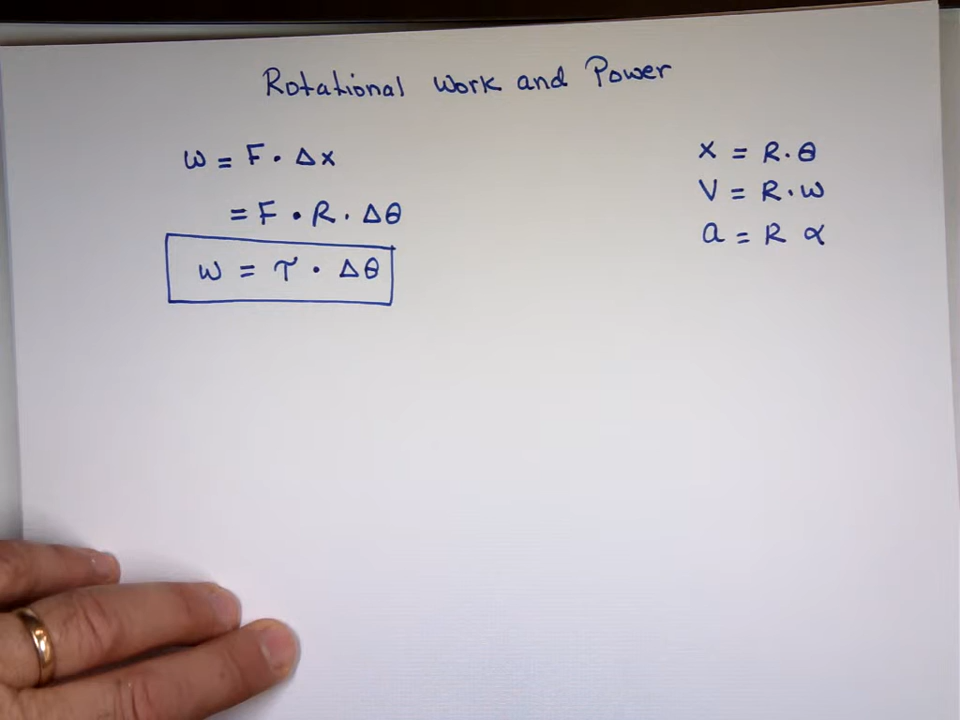 Rotational Work and Power
W = F · Δx
= F · R · Δθ
W = τ · Δθ
x = R · θ
V = R · ω
a = R α